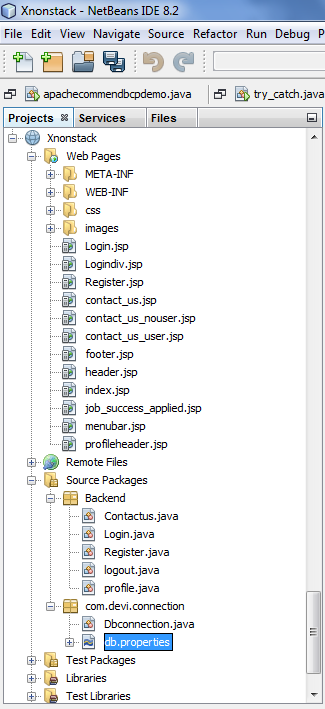 Xnonstack - NetBeans IDE 8.2
File Edit View Navigate Source Refactor Run Debug P
apachecommendbcpdemo.java try_catch.java
Projects Services Files
Xnonstack
Web Pages
META-INF
WEB-INF
css
images
Login.jsp
Logindiv.jsp
Register.jsp
contact_us.jsp
contact_us_nouser.jsp
contact_us_user.jsp
footer.jsp
header.jsp
index.jsp
job_success_applied.jsp
menubar.jsp
profileheader.jsp
Remote Files
Source Packages
Backend
Contactus.java
Login.java
Register.java
logout.java
profile.java
com.devi.connection
Dbconnection.java
db.properties
Test Packages
Libraries
Test Libraries